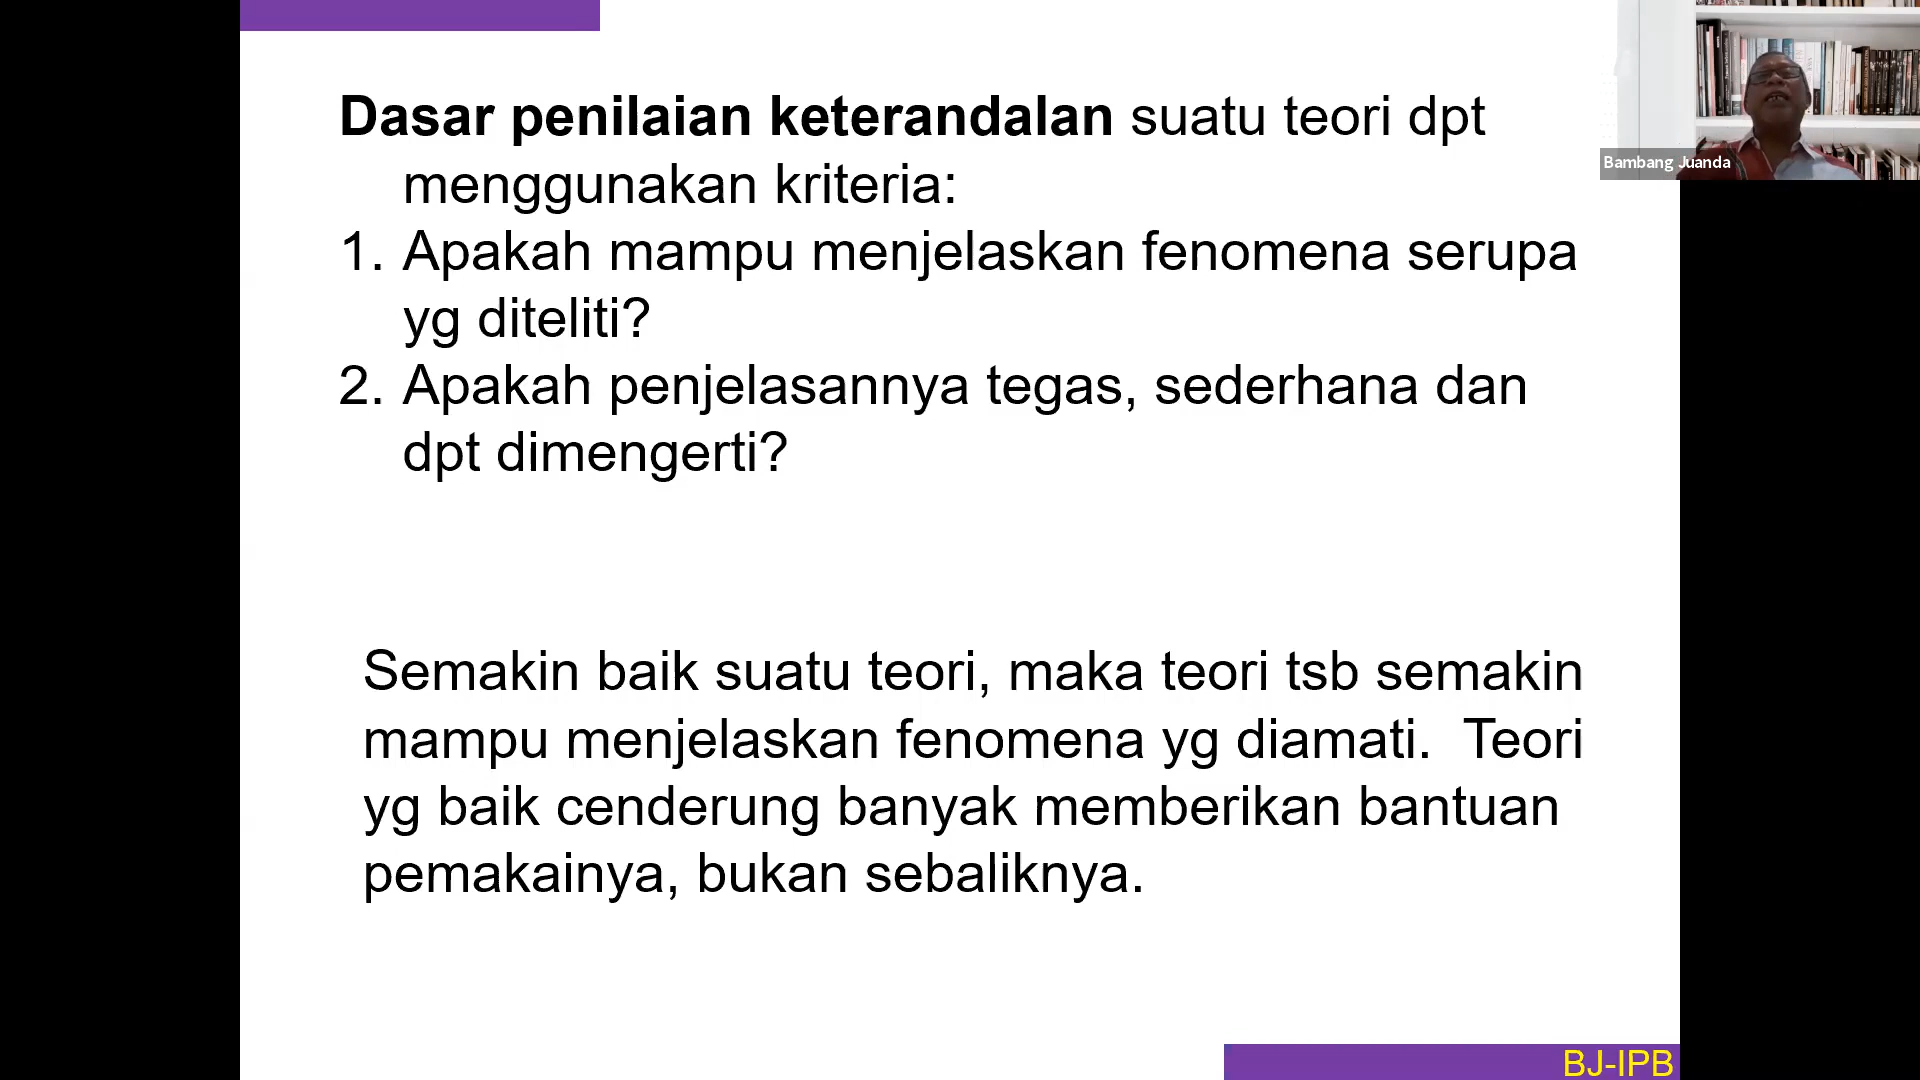 Dasar penilaian keterandalan suatu teori dpt
menggunakan kriteria:
1. Apakah mampu menjelaskan fenomena serupa
yg diteliti?
2. Apakah penjelasannya tegas, sederhana dan
dpt dimengerti?
Semakin baik suatu teori, maka teori tsb semakin
mampu menjelaskan fenomena yg diamati. Teori
yg baik cenderung banyak memberikan bantuan
pemakainya, bukan sebaliknya.
Bambang Juanda
BJ-IPB